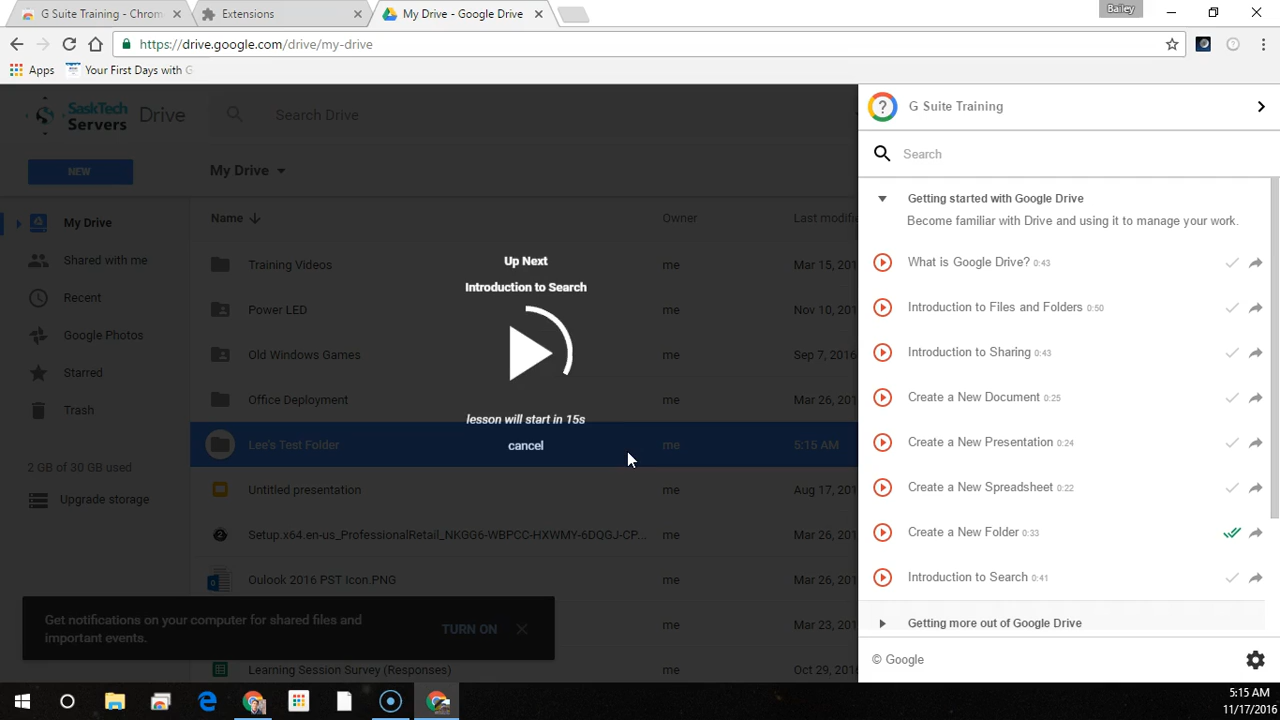 G Suite Training - Chrom
Extensions
My Drive - Google Drive
Bailey
https://drive.google.com/drive/my-drive
Apps
Your First Days with G
SaskTech
Servers
Drive
Search Drive
G Suite Training
Search
NEW
My Drive
Name
Owner
Last modifie
My Drive
Shared with me
Recent
Google Photos
Starred
Trash
2 GB of 30 GB used
Upgrade storage
Training Videos me Mar 15, 201
Power LED me Nov 10, 201
Old Windows Games me Sep 7, 2016
Office Deployment me Mar 26, 201
Lee's Test Folder me 5:15 AM
Untitled presentation me Aug 17, 201
Setup.x64.en-us_ProfessionalRetail_NKGG6-WBPCC-HXWMY-6DQGJ-CP... me Mar 26, 201
Oulook 2016 PST Icon.PNG me Mar 26, 201
me Mar 23, 201
Learning Session Survey (Responses) me Oct 29, 2016
Up Next
Introduction to Search
lesson will start in 15s
cancel
Get notifications on your computer for shared files and
important events.
TURN ON
Getting started with Google Drive
Become familiar with Drive and using it to manage your work.
What is Google Drive? 0:43
Introduction to Files and Folders 0:50
Introduction to Sharing 0:43
Create a New Document 0:25
Create a New Presentation 0:24
Create a New Spreadsheet 0:22
Create a New Folder 0:33
Introduction to Search 0:41
Getting more out of Google Drive
© Google
5:15 AM
11/17/2016